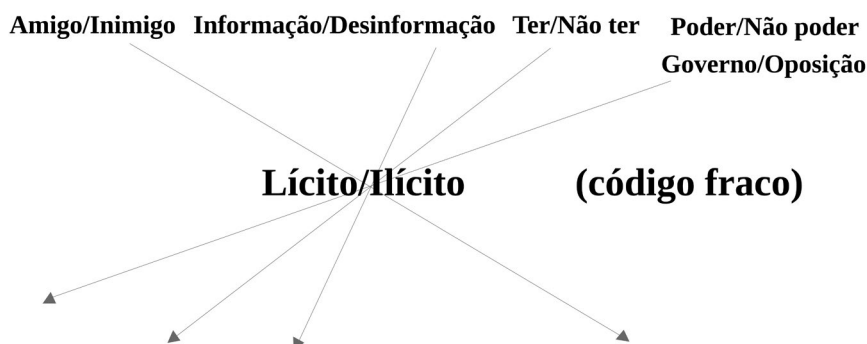 Amigo/Inimigo Informação/Desinformação Ter/Não ter Poder/Não poder
Governo/Oposição
Lícito/Ilícito (código fraco)